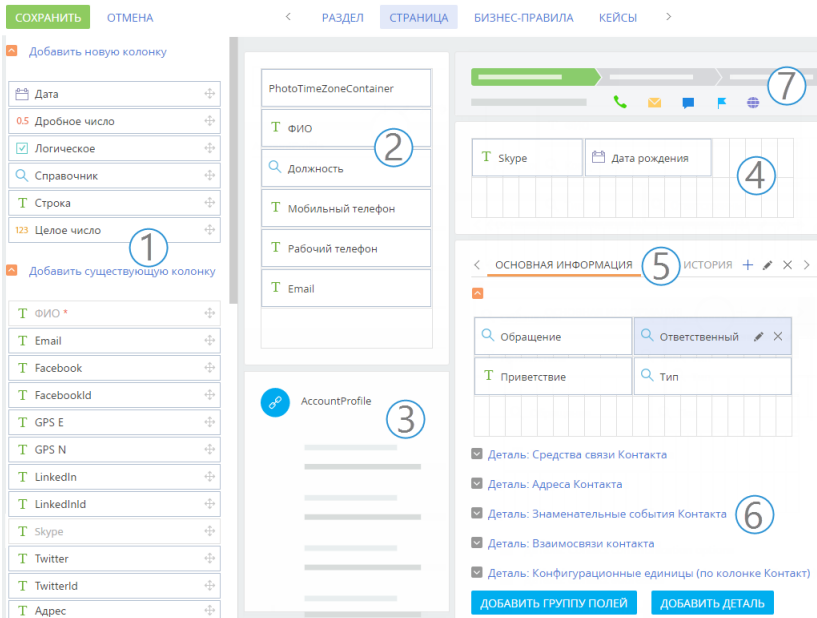 СОХРАНИТЬ ОТМЕНА РАЗДЕЛ СТРАНИЦА БИЗНЕС-ПРАВИЛА КЕЙСЫ
Добавить новую колонку
Дата
0.5 Дробное число
Логическое
Справочник
T Строка
123 Целое число
1
Добавить существующую колонку
T ФИО *
T Email
T Facebook
T FacebookId
T GPS E
T GPS N
T LinkedIn
T LinkedInId
T Skype
T Twitter
T TwitterId
T Адрес
PhotoTimeZoneContainer
T ФИО
2
Должность
T Мобильный телефон
T Рабочий телефон
T Email
AccountProfile
3
7
T Skype
Дата рождения
4
ОСНОВНАЯ ИНФОРМАЦИЯ 5 ИСТОРИЯ
Обращение
Ответственный
T Приветствие
Тип
Деталь: Средства связи Контакта
Деталь: Адреса Контакта
Деталь: Знаменательные события Контакта
6
Деталь: Взаимосвязи контакта
Деталь: Конфигурационные единицы (по колонке Контакт)
ДОБАВИТЬ ГРУППУ ПОЛЕЙ ДОБАВИТЬ ДЕТАЛЬ